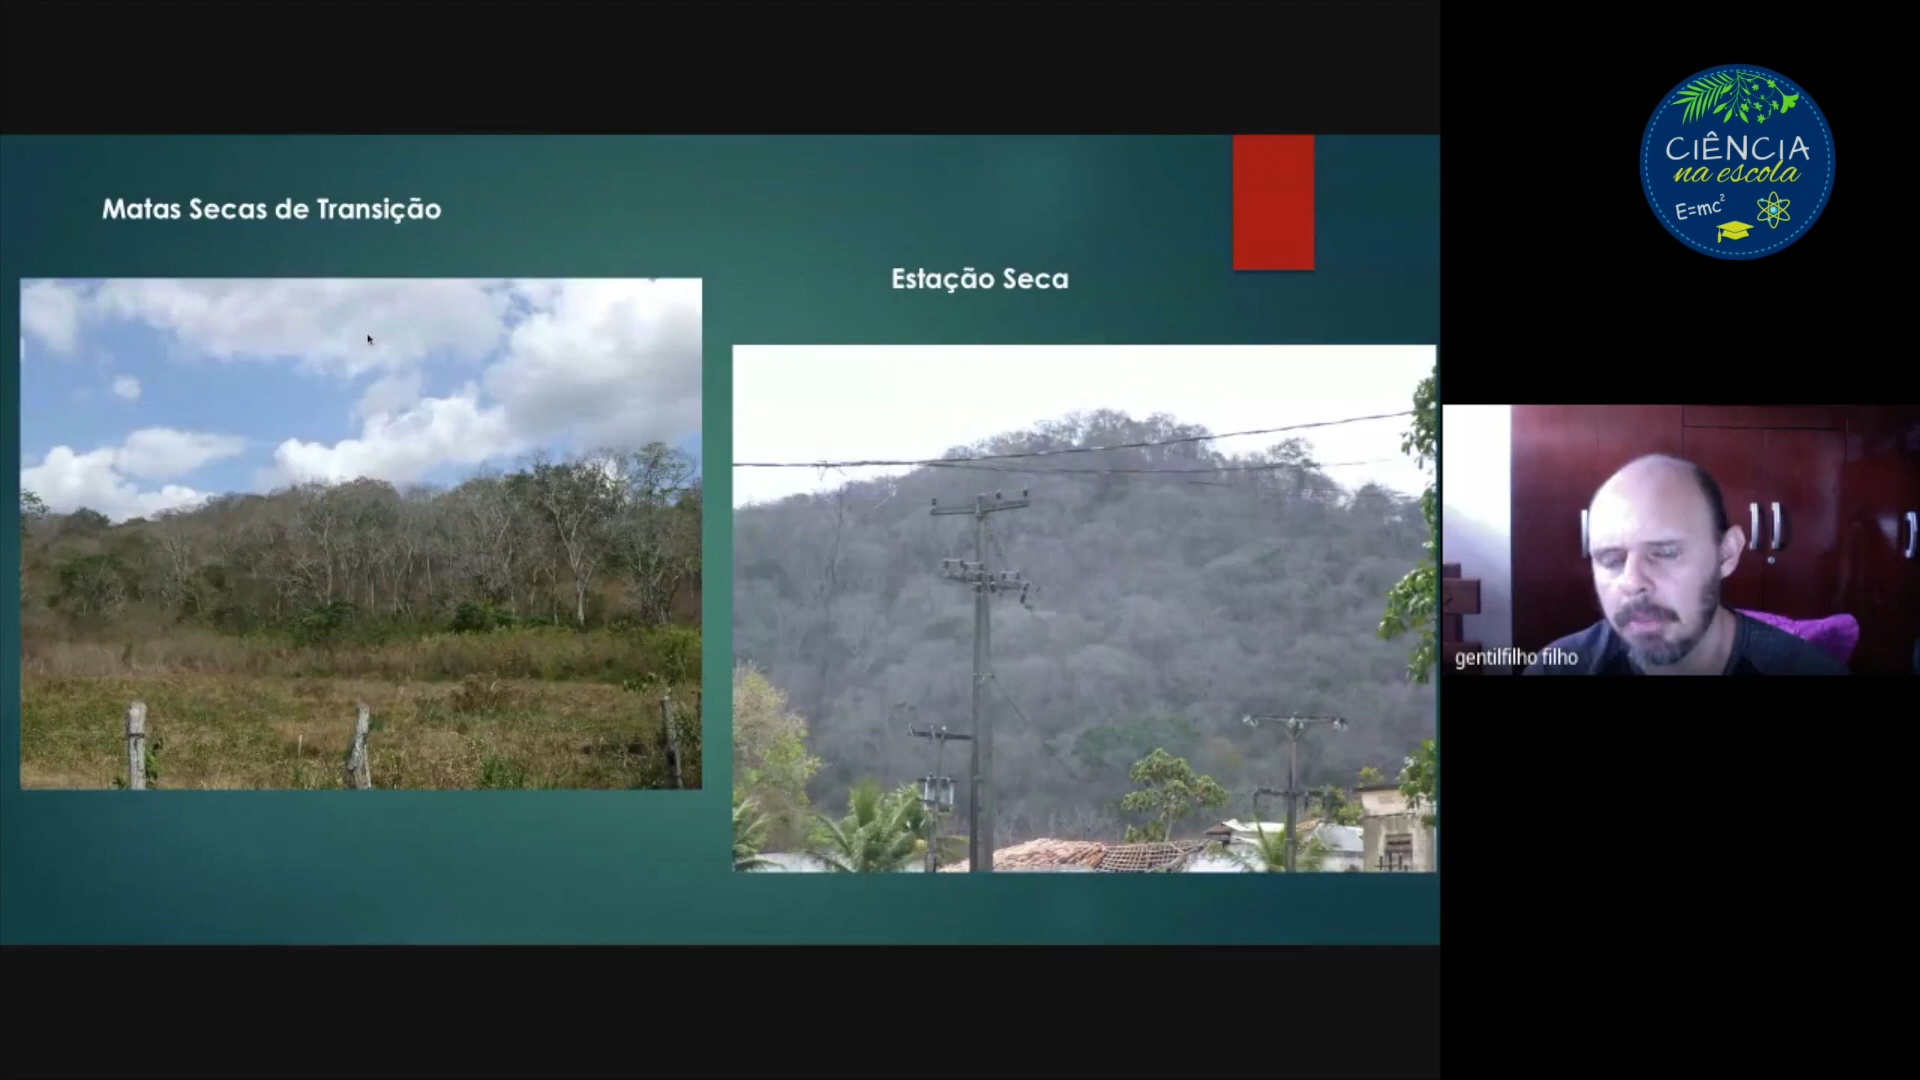 Matas Secas de Transição
Estação Seca
CIÊNCIA
na escola
E=mc²
gentilfilho filho